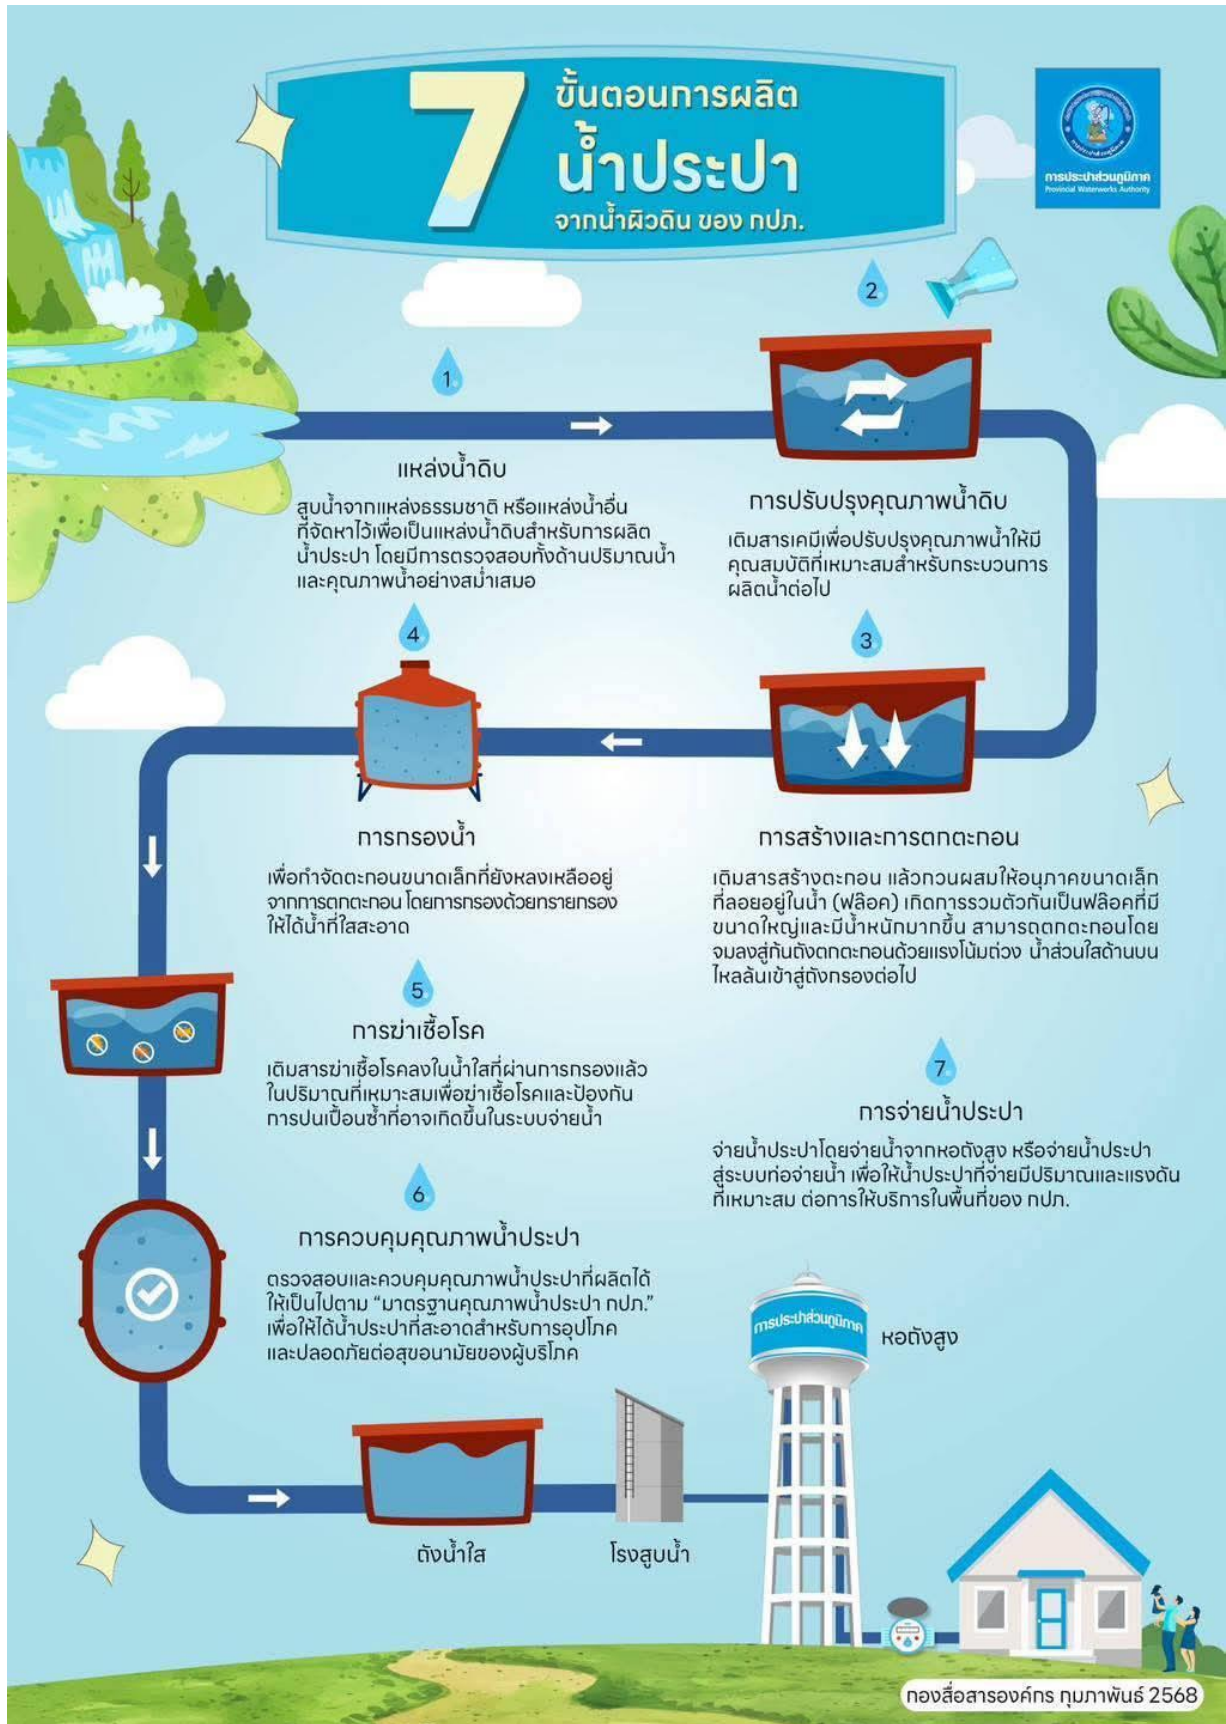 7
ขั้นตอนการผลิต
น้ำประปา
จากน้ำผิวดิน ของ กปภ.
การประปาส่วนภูมิภาค
Provincial Waterworks Authority
1.
แหล่งน้ำดิบ
สูบน้ำจากแหล่งธรรมชาติ หรือแหล่งน้ำอื่น
ที่จัดหาไว้เพื่อเป็นแหล่งน้ำดิบสำหรับการผลิต
น้ำประปา โดยมีการตรวจสอบทั้งด้านปริมาณน้ำ
และคุณภาพน้ำอย่างสม่ำเสมอ
2.
การปรับปรุงคุณภาพน้ำดิบ
เติมสารเคมีเพื่อปรับปรุงคุณภาพน้ำให้มี
คุณสมบัติที่เหมาะสมสำหรับกระบวนการ
ผลิตน้ำต่อไป
3.
การสร้างและการตกตะกอน
เติมสารสร้างตะกอน แล้วกวนผสมให้อนุภาคขนาดเล็ก
ที่ลอยอยู่ในน้ำ (ฟล๊อค) เกิดการรวมตัวกันเป็นฟล๊อคที่มี
ขนาดใหญ่และมีน้ำหนักมากขึ้น สามารถตกตะกอนโดย
จมลงสู่ก้นถังตกตะกอนด้วยแรงโน้มถ่วง น้ำส่วนใสด้านบน
ไหลล้นเข้าสู่ถังกรองต่อไป
4.
การกรองน้ำ
เพื่อกำจัดตะกอนขนาดเล็กที่ยังหลงเหลืออยู่
จากการตกตะกอน โดยการกรองด้วยทรายกรอง
ให้ได้น้ำที่ใสสะอาด
5.
การฆ่าเชื้อโรค
เติมสารฆ่าเชื้อโรคลงในน้ำใสที่ผ่านการกรองแล้ว
ในปริมาณที่เหมาะสมเพื่อฆ่าเชื้อโรคและป้องกัน
การปนเปื้อนซ้ำที่อาจเกิดขึ้นในระบบจ่ายน้ำ
6.
การควบคุมคุณภาพน้ำประปา
ตรวจสอบและควบคุมคุณภาพน้ำประปาที่ผลิตได้
ให้เป็นไปตาม “มาตรฐานคุณภาพน้ำประปา กปภ.”
เพื่อให้ได้น้ำประปาที่สะอาดสำหรับการอุปโภค
และปลอดภัยต่อสุขอนามัยของผู้บริโภค
7.
การจ่ายน้ำประปา
จ่ายน้ำประปาโดยจ่ายน้ำจากหอถังสูง หรือจ่ายน้ำประปา
สู่ระบบท่อจ่ายน้ำ เพื่อให้น้ำประปาที่จ่ายมีปริมาณและแรงดัน
ที่เหมาะสม ต่อการให้บริการในพื้นที่ของ กปภ.
การประปาส่วนภูมิภาค
หอถังสูง
ถังน้ำใส
โรงสูบน้ำ
กองสื่อสารองค์กร กุมภาพันธ์ 2568